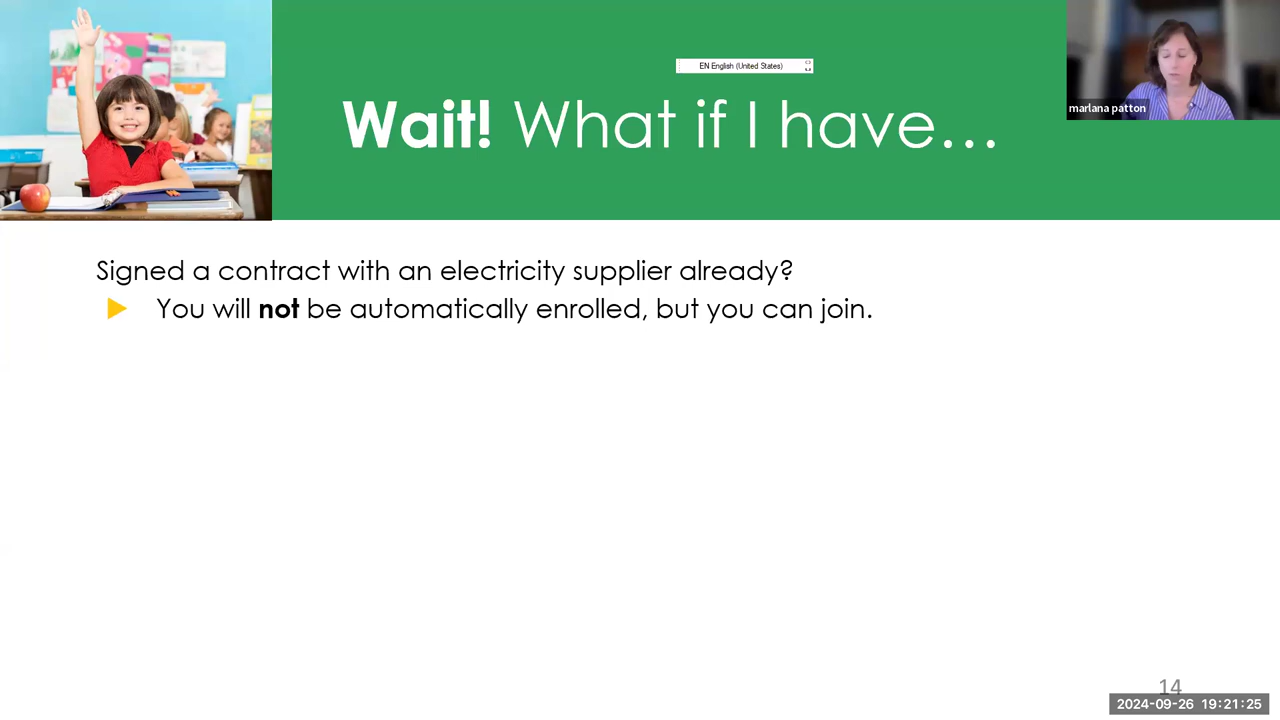 EN English (United States)
marlana patton
Wait! What if I have…
Signed a contract with an electricity supplier already?
You will not be automatically enrolled, but you can join.
14
2024-09-26 19:21:25